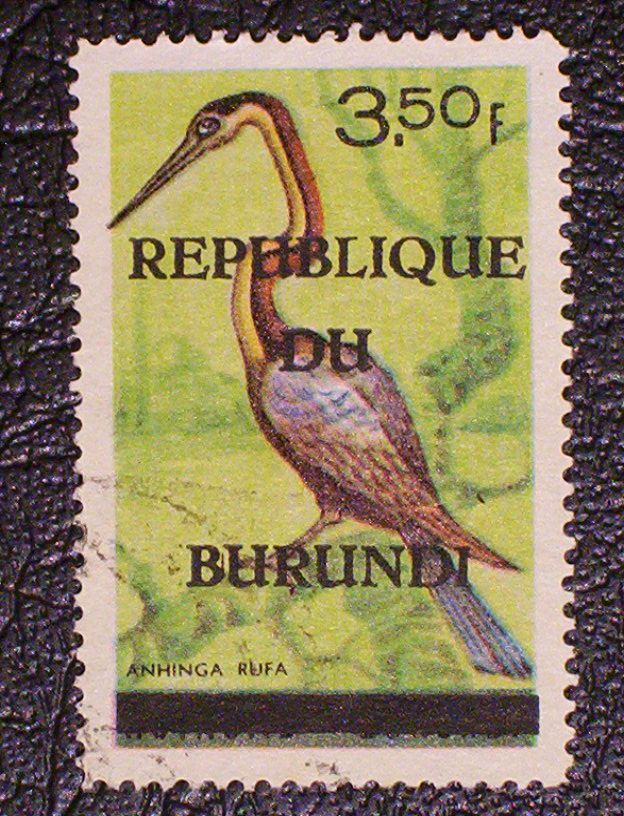 3.50F
REPUBLIQUE
DU
BURUNDI
ANHINGA RUFA